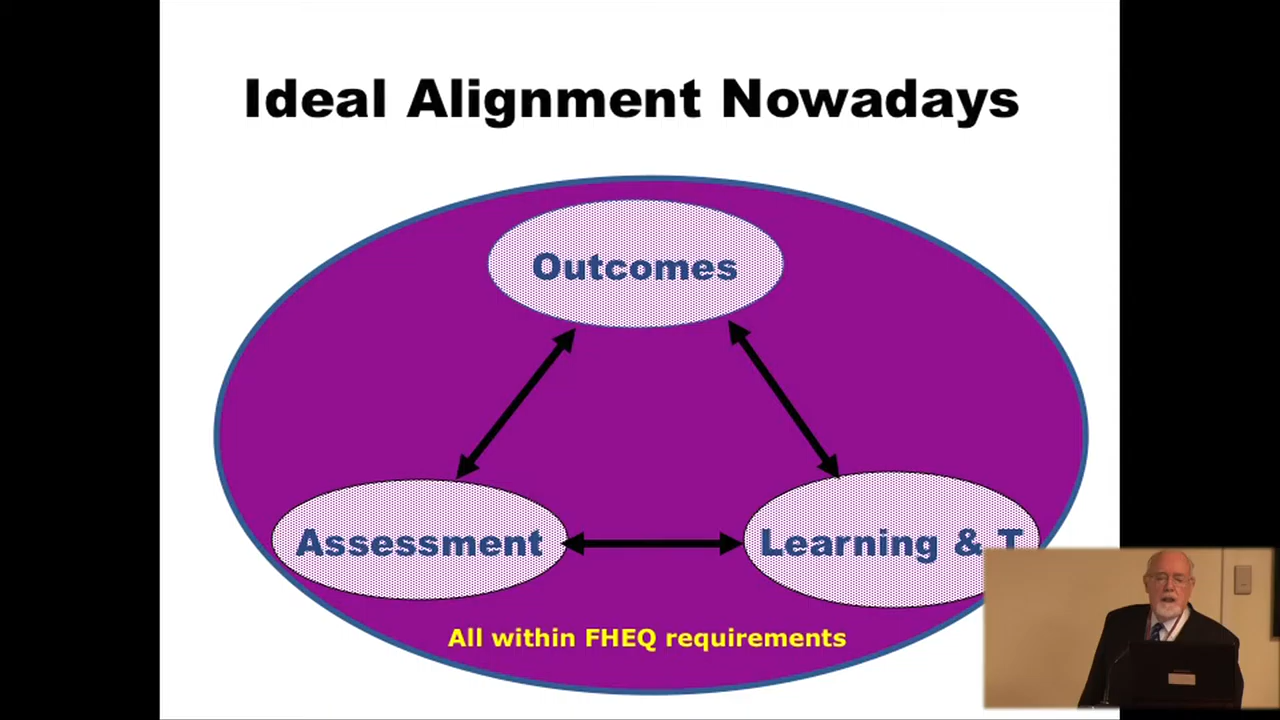 Ideal Alignment Nowadays
Outcomes
Assessment
Learning & T
All within FHEQ requirements